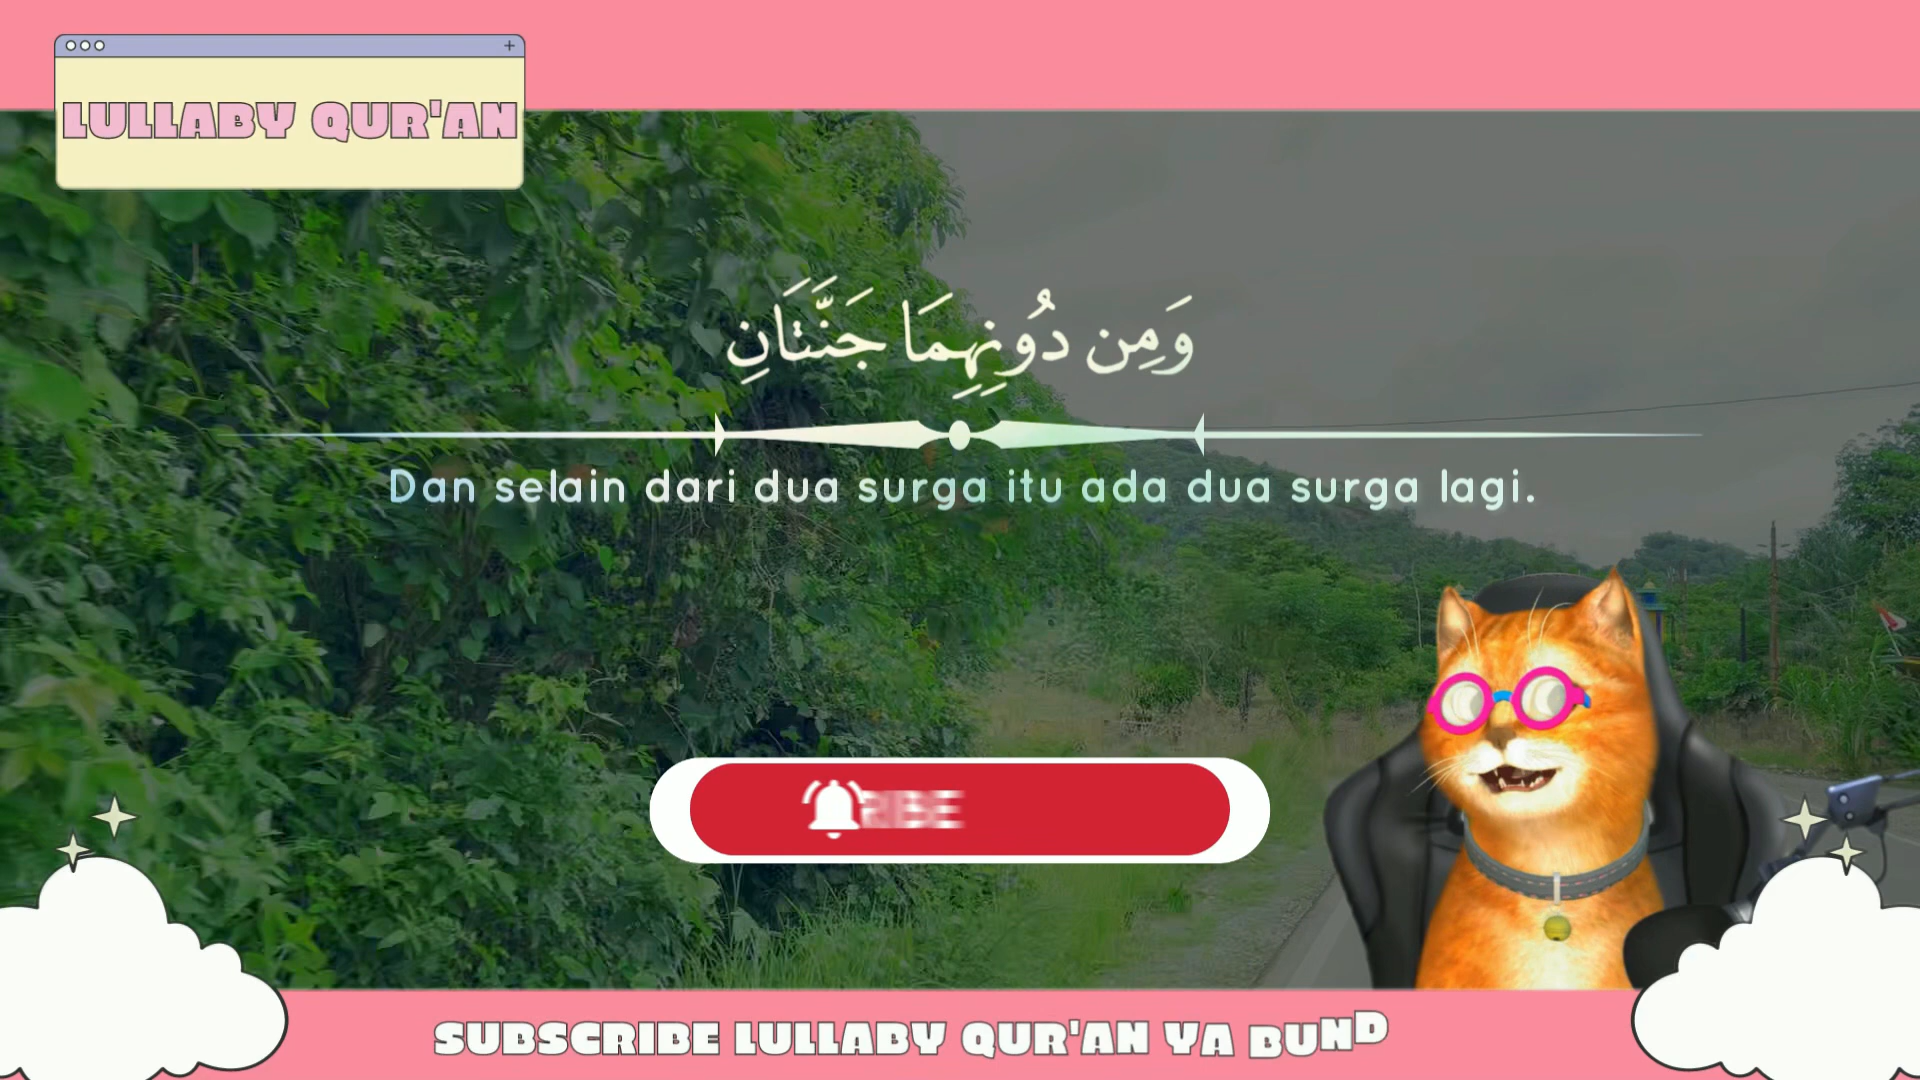 LULLABY QUR'AN
وَمِن دُونِهِمَا جَنَّتَانِ
Dan selain dari dua surga itu ada dua surga lagi.
RIBE
SUBSCRIBE LULLABY QUR'AN YA BUND